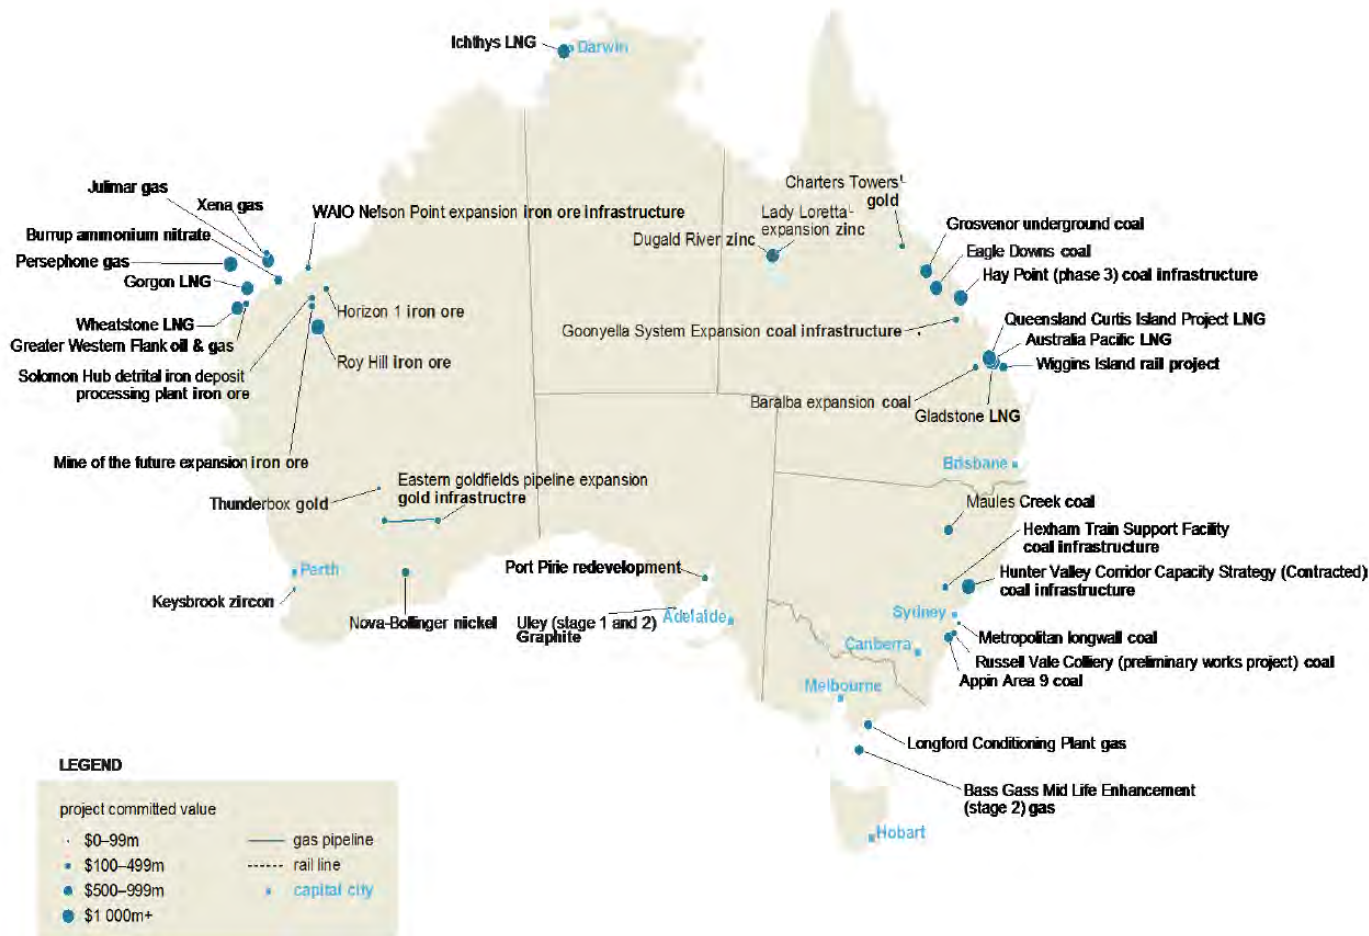 Ichthys LNG
Darwin
Julimar gas
Xena gas
WAIO Nelson Point expansion iron ore infrastructure
Burrup ammonium nitrate
Persephone gas
Gorgon LNG
Wheatstone LNG
Greater Western Flank oil & gas
Solomon Hub detrital iron deposit
processing plant iron ore
Horizon 1 iron ore
Roy Hill iron ore
Mine of the future expansion iron ore
Charters Towers
gold
Lady Loretta
expansion zinc
Dugald River zinc
Grosvenor underground coal
Eagle Downs coal
Hay Point (phase 3) coal infrastructure
Goonyella System Expansion coal infrastructure
Queensland Curtis Island Project LNG
Australia Pacific LNG
Wiggins Island rail project
Baralba expansion coal
Gladstone LNG
Brisbane
Thunderbox gold
Eastern goldfields pipeline expansion
gold infrastructre
Maules Creek coal
Hexham Train Support Facility
coal infrastructure
Hunter Valley Corridor Capacity Strategy (Contracted)
coal infrastructure
Perth
Keysbrook zircon
Nova-Bollinger nickel
Port Pirie redevelopment
Uley (stage 1 and 2)
Graphite
Adelaide
Sydney
Canberra
Metropolitan longwall coal
Russell Vale Colliery (preliminary works project) coal
Appin Area 9 coal
Melbourne
Longford Conditioning Plant gas
Bass Gass Mid Life Enhancement
(stage 2) gas
Hobart
LEGEND
project committed value
$0–99m
$100–499m
$500–999m
$1 000m+
gas pipeline
rail line
capital city